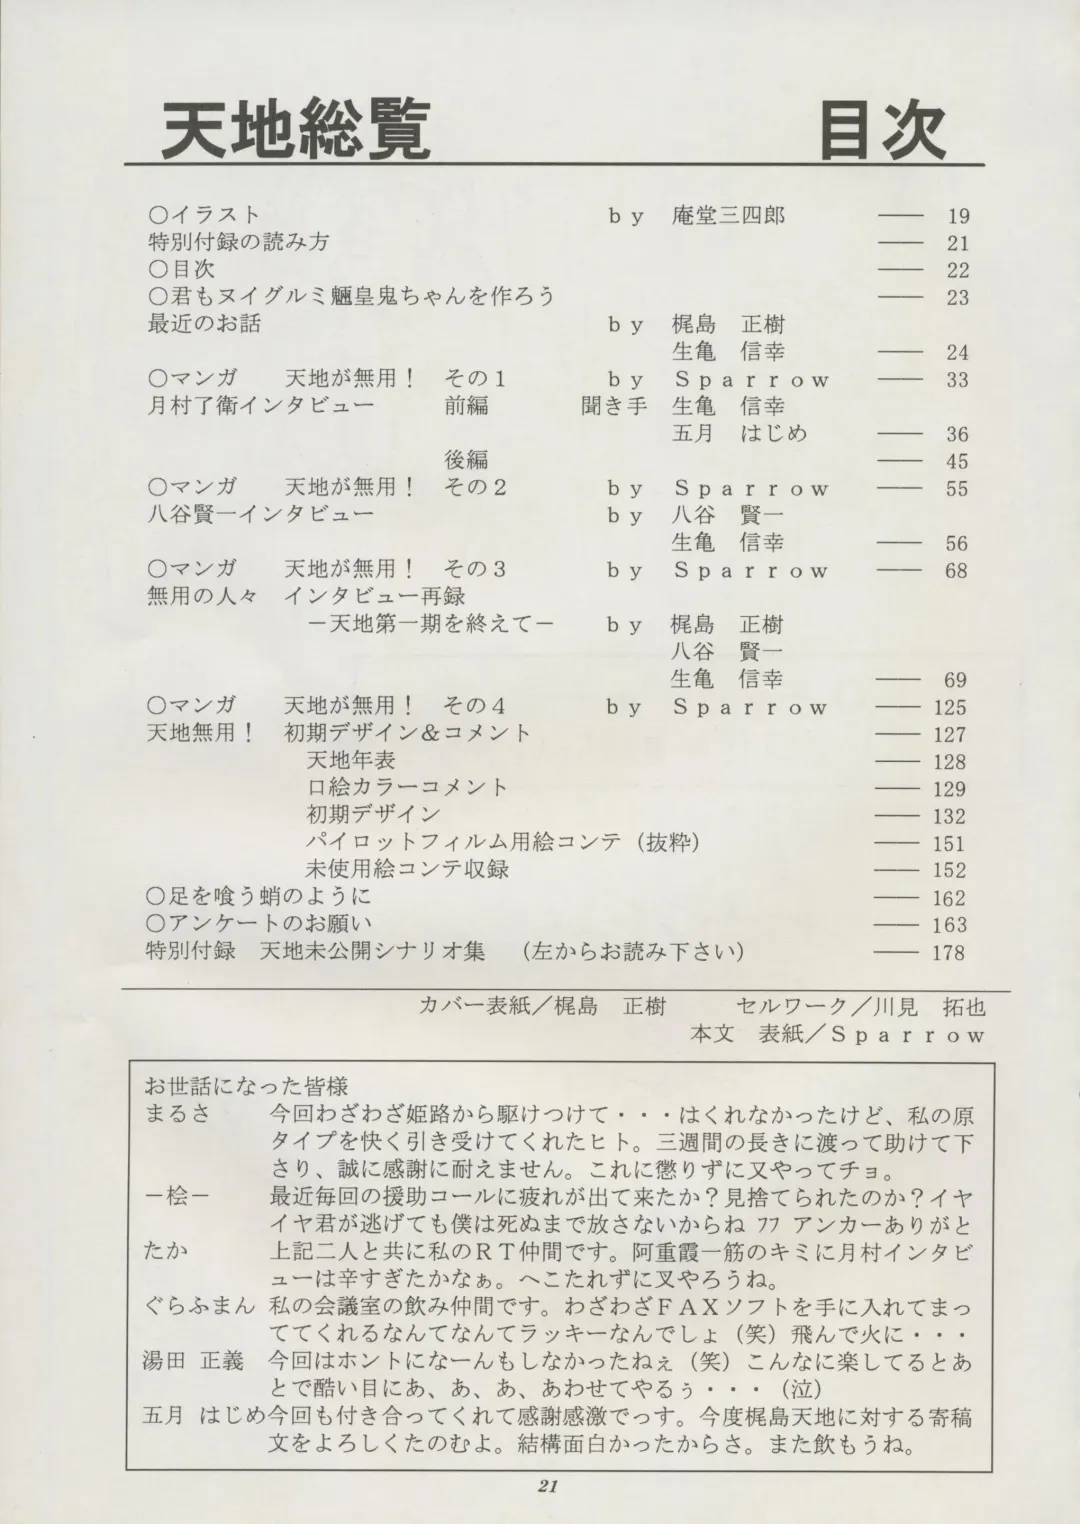 天地総覧　目次
○イラスト　by　庵堂三四郎　――　19
特別付録の読み方　――　21
○目次　――　22
○君もヌイグルミ魎皇鬼ちゃんを作ろう　――　23
最近のお話　by　梶島　正樹
生亀　信幸　――　24
○マンガ　天地が無用！　その１　by　Ｓｐａｒｒｏｗ　――　33
月村了衛インタビュー　前編　聞き手　生亀　信幸
五月　はじめ　――　36
後編　――　45
○マンガ　天地が無用！　その２　by　Ｓｐａｒｒｏｗ　――　55
八谷賢一インタビュー　by　八谷　賢一
生亀　信幸　――　56
○マンガ　天地が無用！　その３　by　Ｓｐａｒｒｏｗ　――　68
無用の人々　インタビュー再録
－天地第一期を終えて－　by　梶島　正樹
八谷　賢一
生亀　信幸　――　69
○マンガ　天地が無用！　その４　by　Ｓｐａｒｒｏｗ　――　125
天地無用！　初期デザイン＆コメント　――　127
天地年表　――　128
口絵カラーコメント　――　129
初期デザイン　――　132
パイロットフィルム用絵コンテ（抜粋）　――　151
未使用絵コンテ収録　――　152
○足を喰う蛸のように　――　162
○アンケートのお願い　――　163
特別付録　天地未公開シナリオ集　（左からお読み下さい）　――　178
カバー表紙／梶島　正樹　セルワーク／川見　拓也
本文　表紙／Ｓｐａｒｒｏｗ
お世話になった皆様
まるさ　今回わざわざ姫路から駆けつけて・・・はくれなかったけど、私の原
タイプを快く引き受けてくれたヒト。三週間の長きに渡って助けて下
さり、誠に感謝に耐えません。これに懲りずに又やってチョ。
－桧－　最近毎回の援助コールに疲れが出て来たか？見捨てられたのか？イヤ
イヤ君が逃げても僕は死ぬまで放さないからね ﾌﾌ アンカーありがと
たか　上記二人と共に私のＲＴ仲間です。阿重霞一筋のキミに月村インタビ
ューは辛すぎたかなぁ。へこたれずに叉やろうね。
ぐらふまん　私の会議室の飲み仲間です。わざわざＦＡＸソフトを手に入れてまっ
ててくれるなんてなんてラッキーなんでしょ（笑）飛んで火に・・・
湯田　正義　今回はホントになーんもしなかったねぇ（笑）こんなに楽してるとあ
とで酷い目にあ、あ、あ、あわせてやるぅ・・・（泣）
五月　はじめ今回も付き合ってくれて感謝感激でっす。今度梶島天地に対する寄稿
文をよろしくたのむよ。結構面白かったからさ。また飲もうね。
21